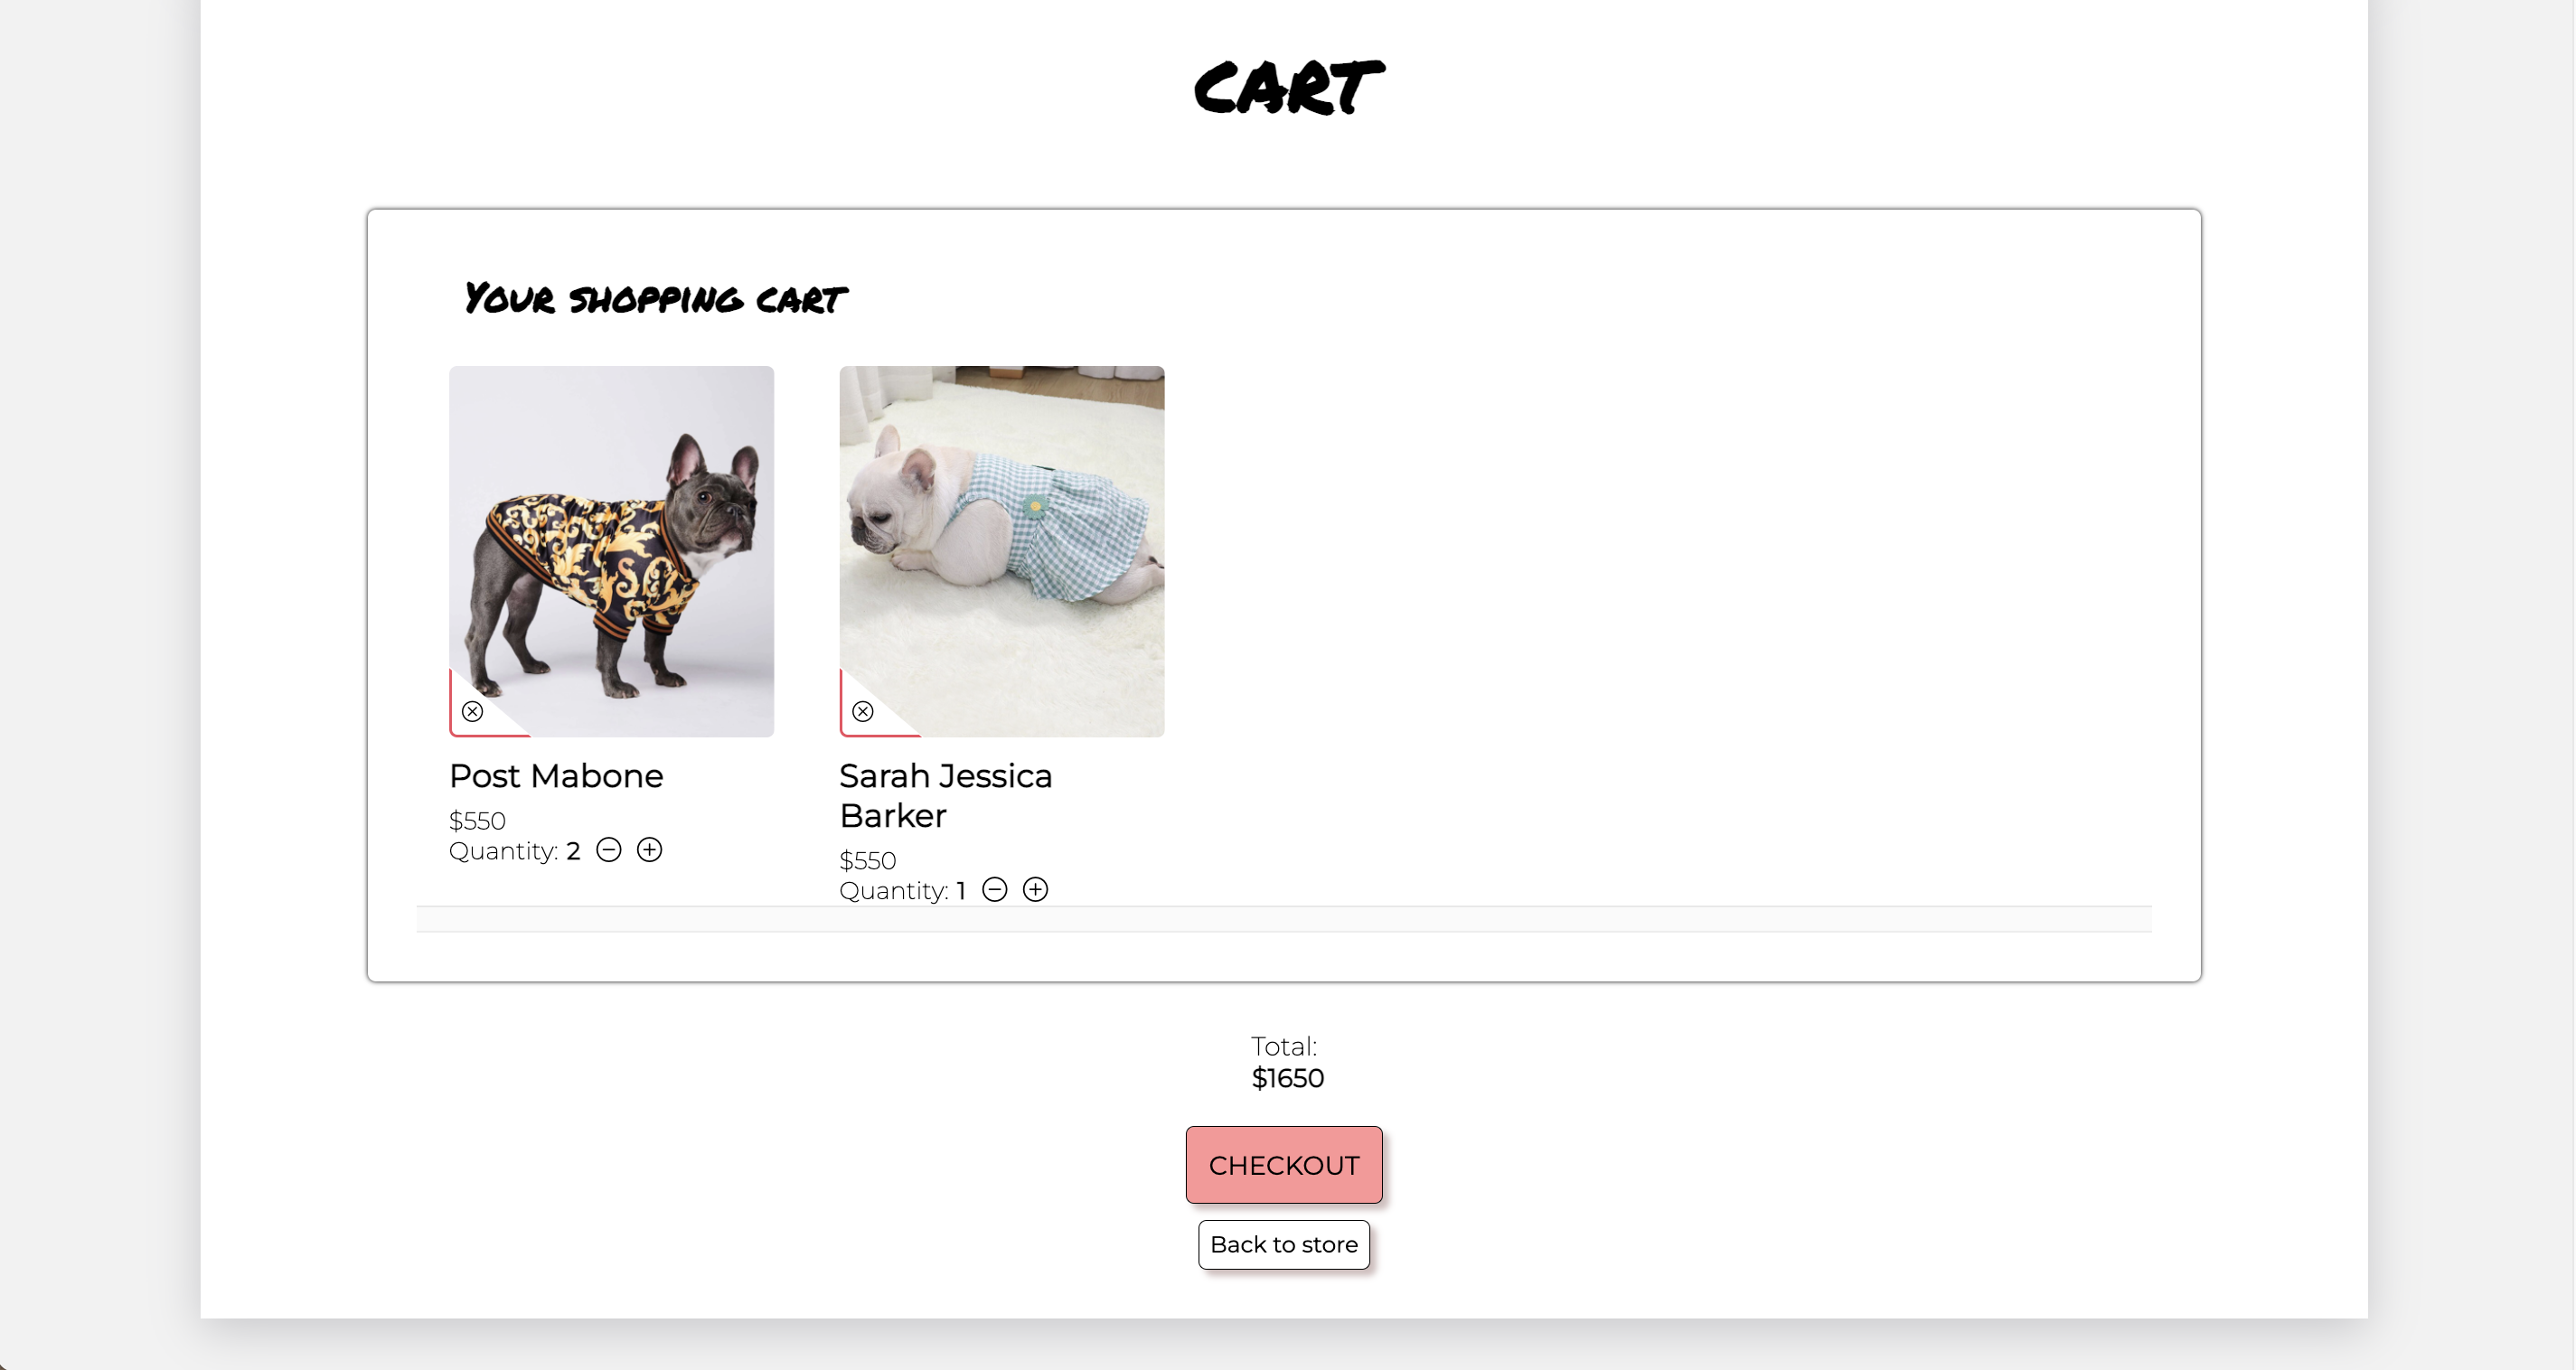 CART
Your shopping cart
Post Mabone
$550
Quantity: 2
Sarah Jessica
Barker
$550
Quantity: 1
Total:
$1650
CHECKOUT
Back to store